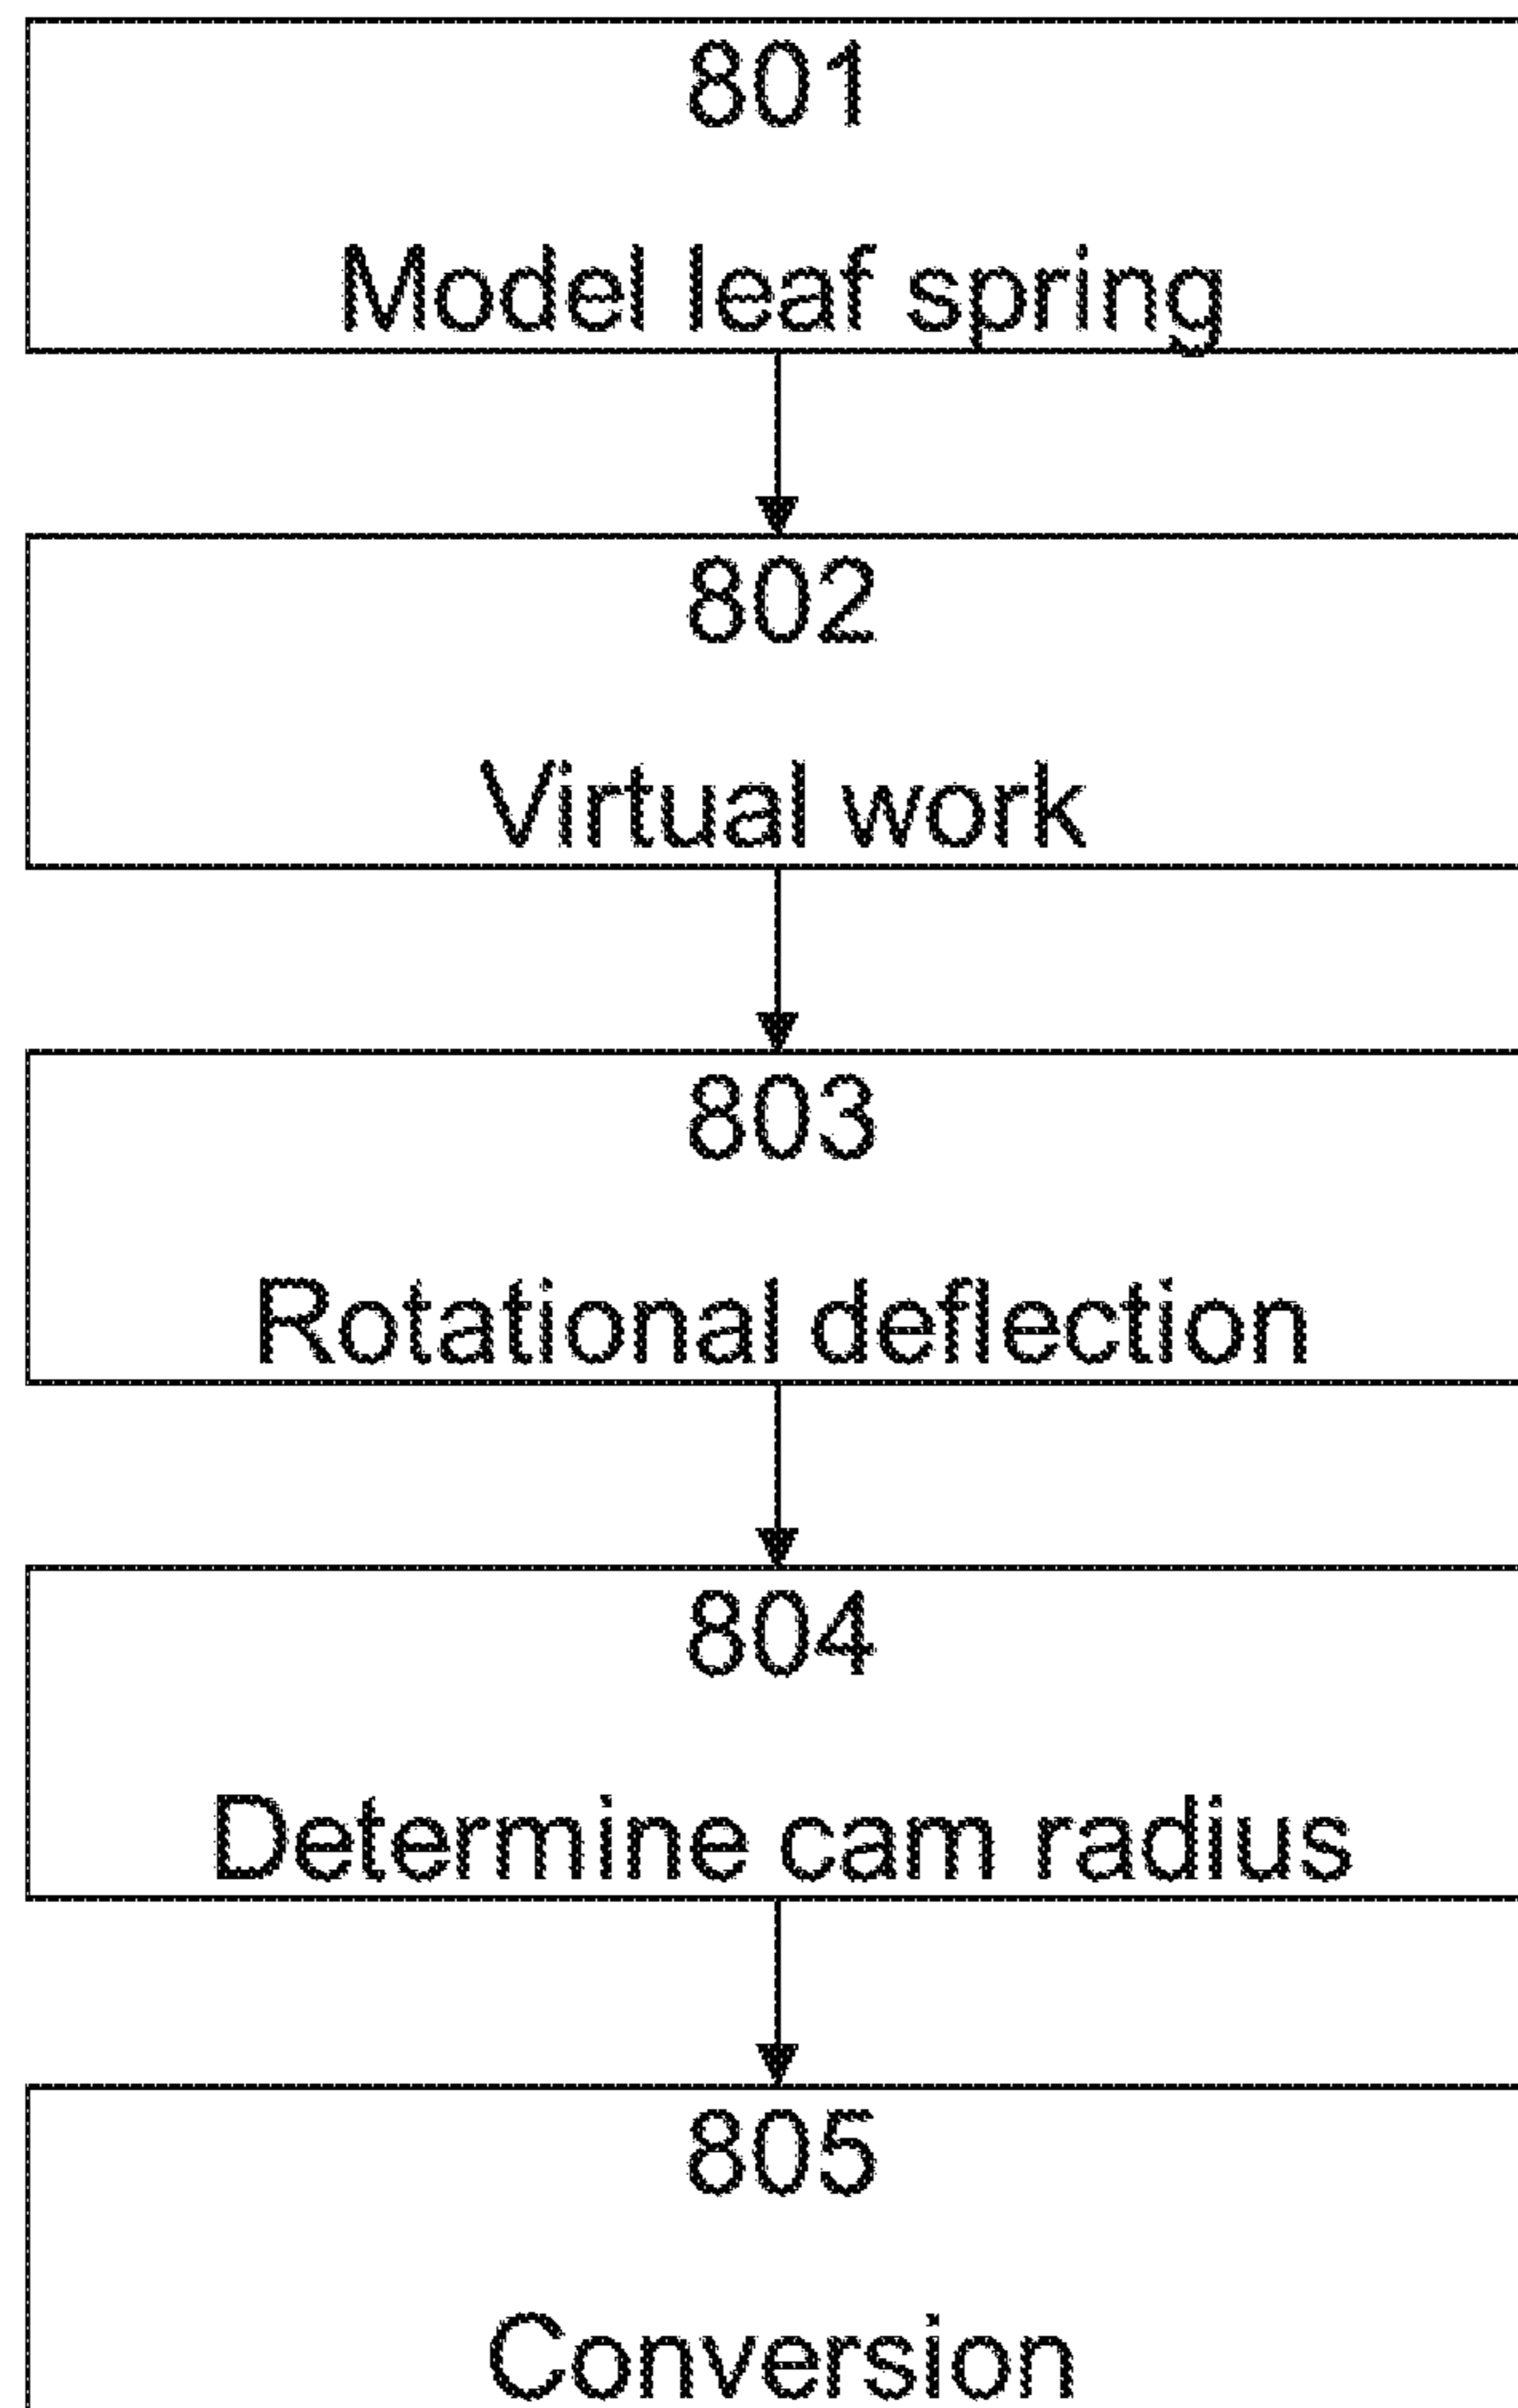 801
Model leaf spring
802
Virtual work
803
Rotational deflection
804
Determine cam radius
805
Conversion